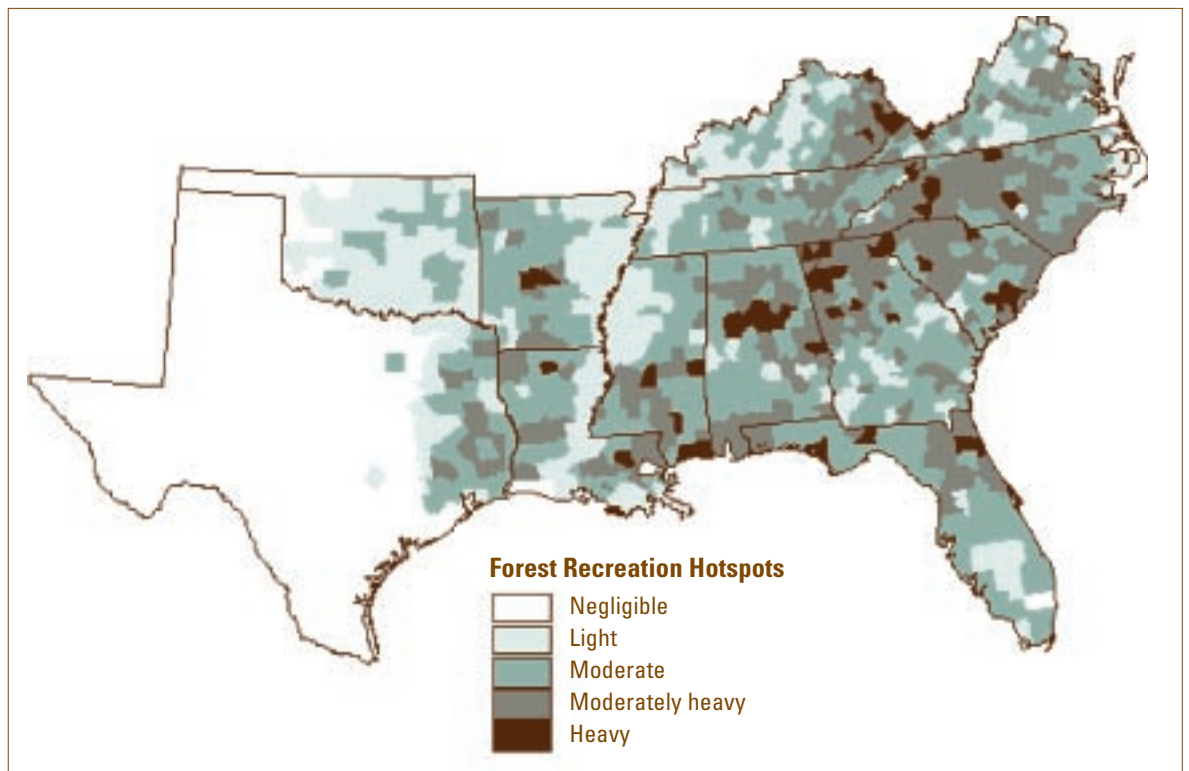 Forest Recreation Hotspots
Negligible
Light
Moderate
Moderately heavy
Heavy